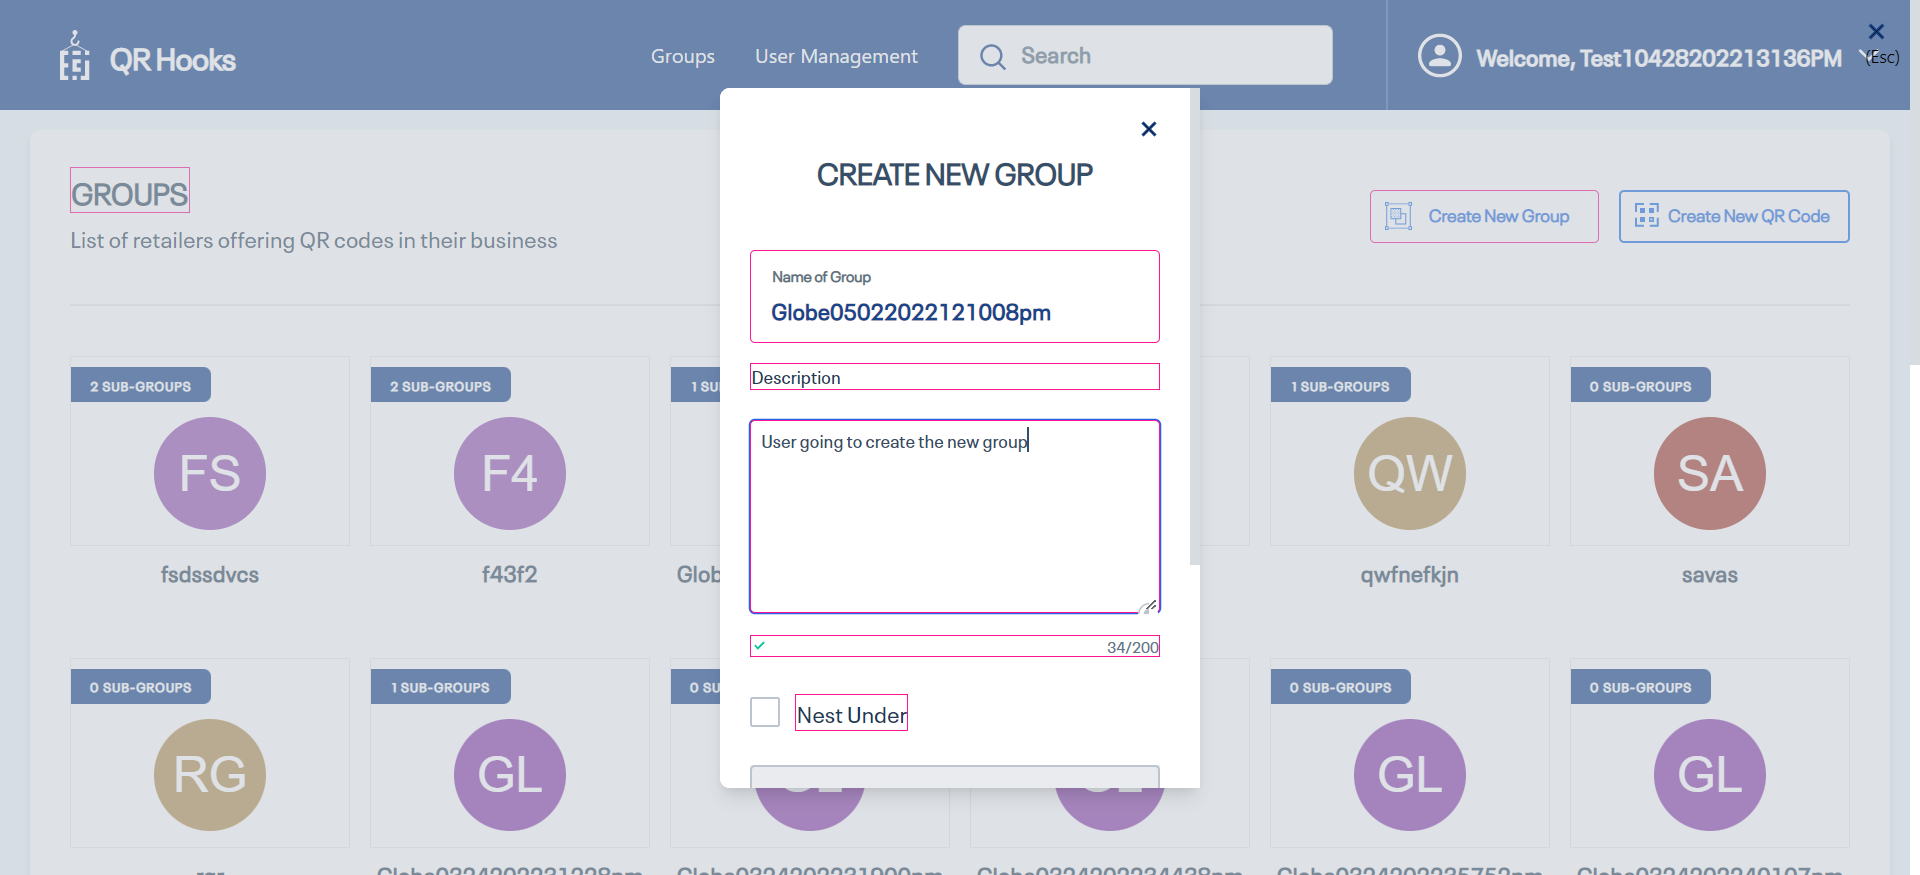 QR Hooks
Groups
User Management
Search
Welcome, Test10428202213136PM
(Esc)
GROUPS
List of retailers offering QR codes in their business
Create New Group
Create New QR Code
CREATE NEW GROUP
Name of Group
Globe05022022121008pm
Description
User going to create the new group
34/200
Nest Under
2 SUB-GROUPS
2 SUB-GROUPS
1 SU
1 SUB-GROUPS
0 SUB-GROUPS
FS
F4
QW
SA
fsdssdvcs
f43f2
Glob
qwfnefkjn
savas
0 SUB-GROUPS
1 SUB-GROUPS
0 SU
0 SUB-GROUPS
0 SUB-GROUPS
RG
GL
GL
GL